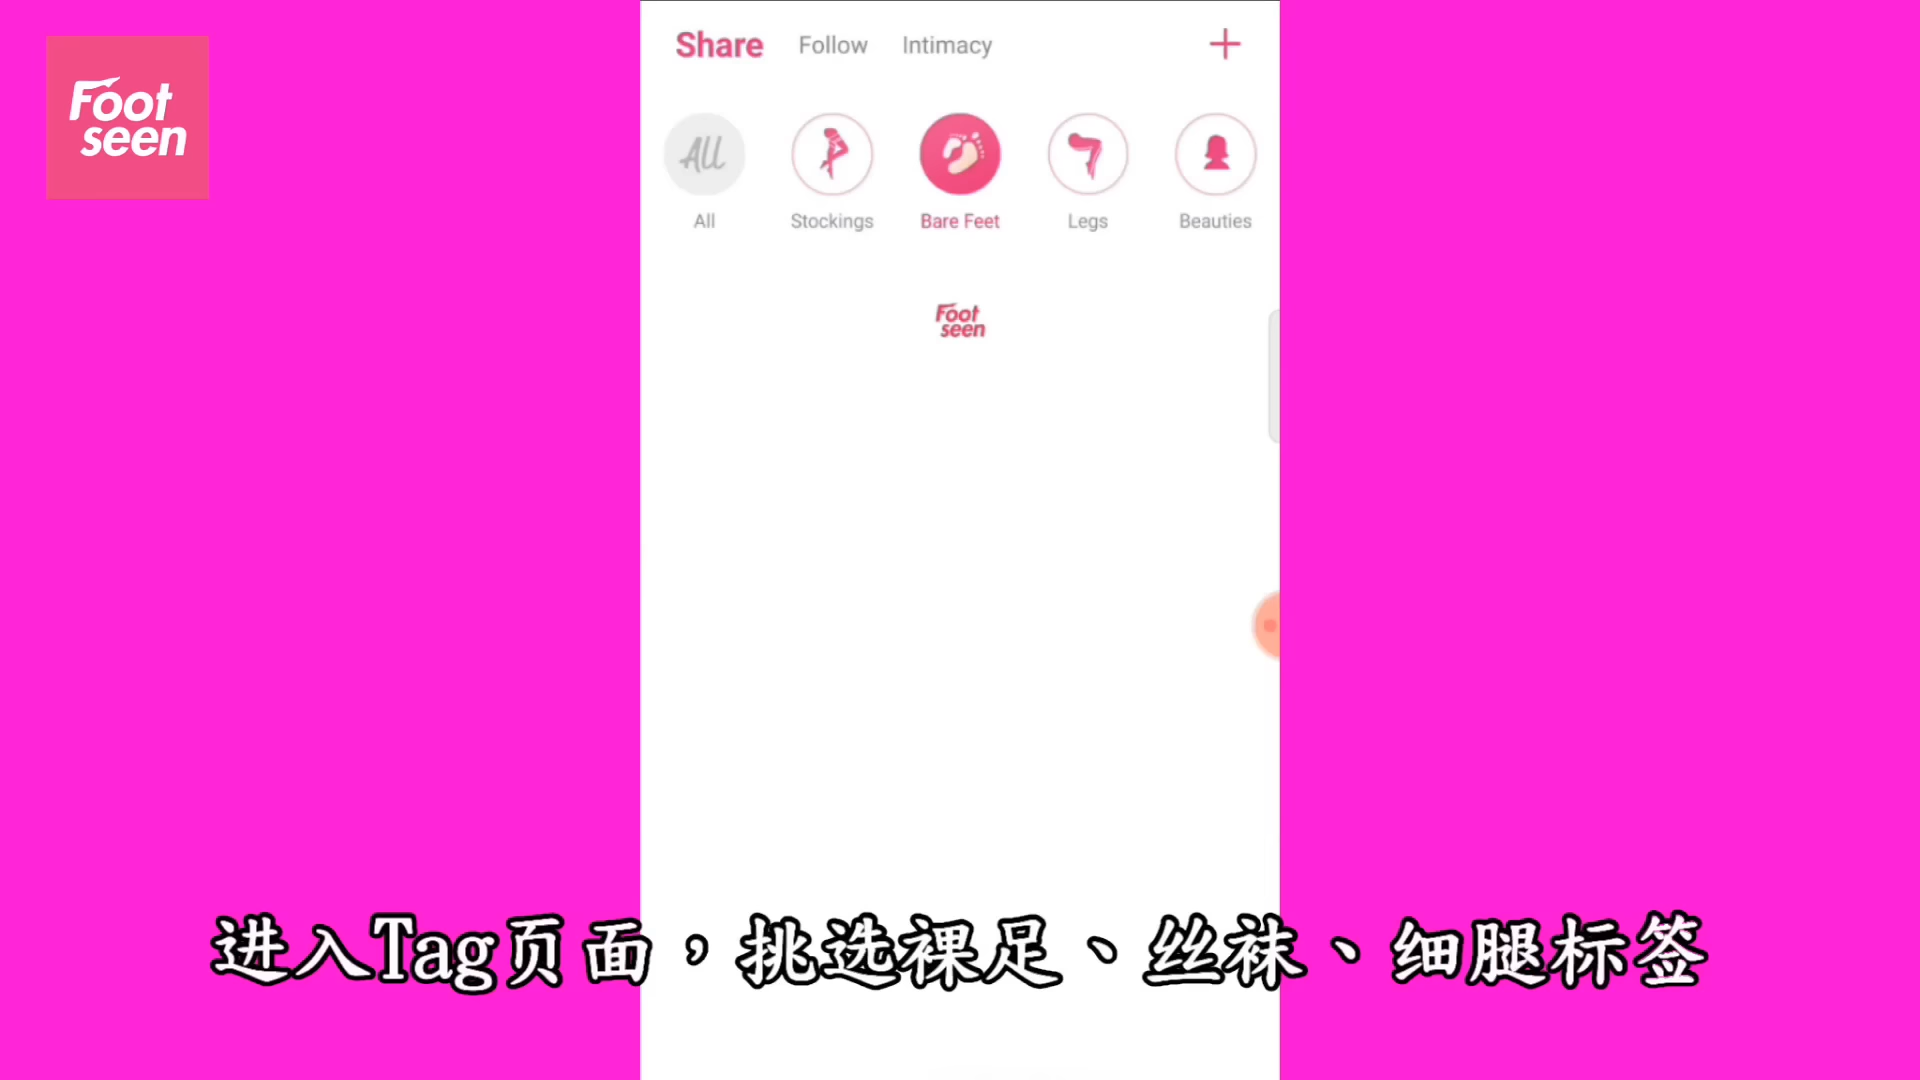 Foot
seen
Share Follow Intimacy
All
All Stockings Bare Feet Legs Beauties
Foot
seen
进入Tag页面，挑选裸足、丝袜、细腿标签